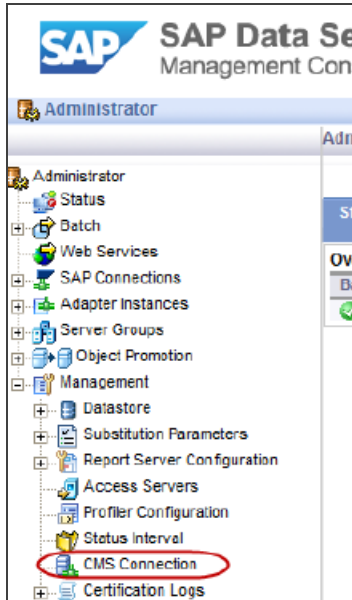 SAP
SAP Data Se
Management Con
Administrator
Adm
Administrator
Status
Batch
Web Services
SAP Connections
Adapter Instances
Server Groups
Object Promotion
Management
Datastore
Substitution Parameters
Report Server Configuration
Access Servers
Profiler Configuration
Status Interval
CMS Connection
Certification Logs
St
Ov
Ba